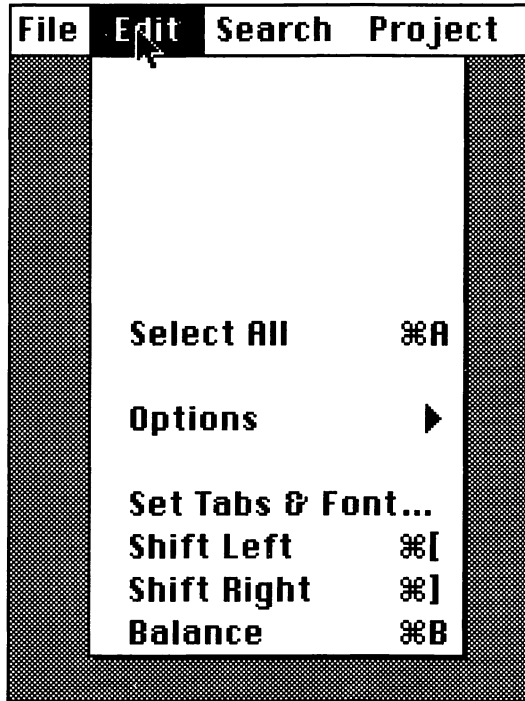 File Edit Search Project
Select All ⌘A
Options ▶
Set Tabs & Font...
Shift Left ⌘[
Shift Right ⌘]
Balance ⌘B